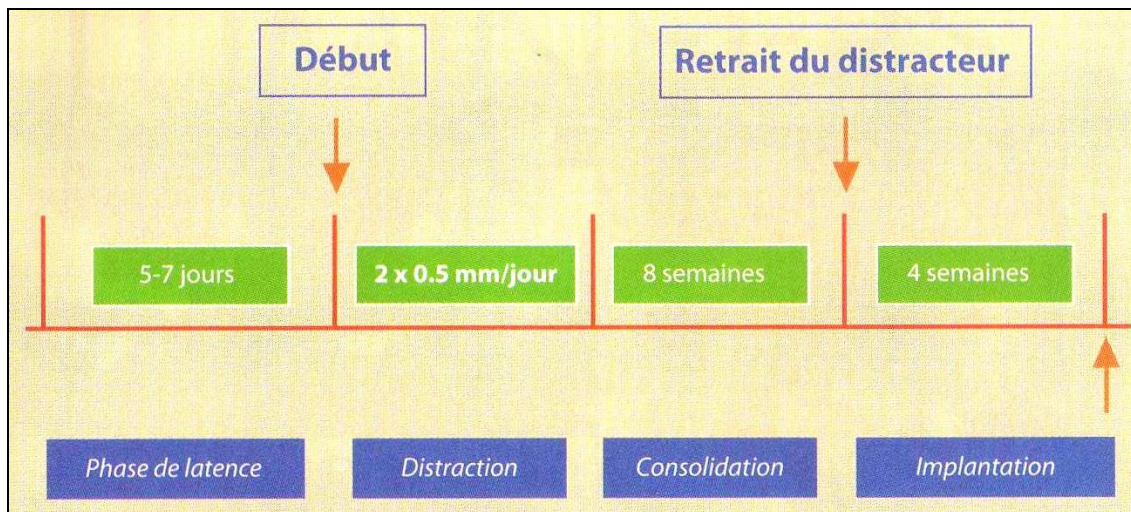 Début
Retrait du distracteur
5-7 jours
2 x 0.5 mm/jour
8 semaines
4 semaines
Phase de latence
Distraction
Consolidation
Implantation